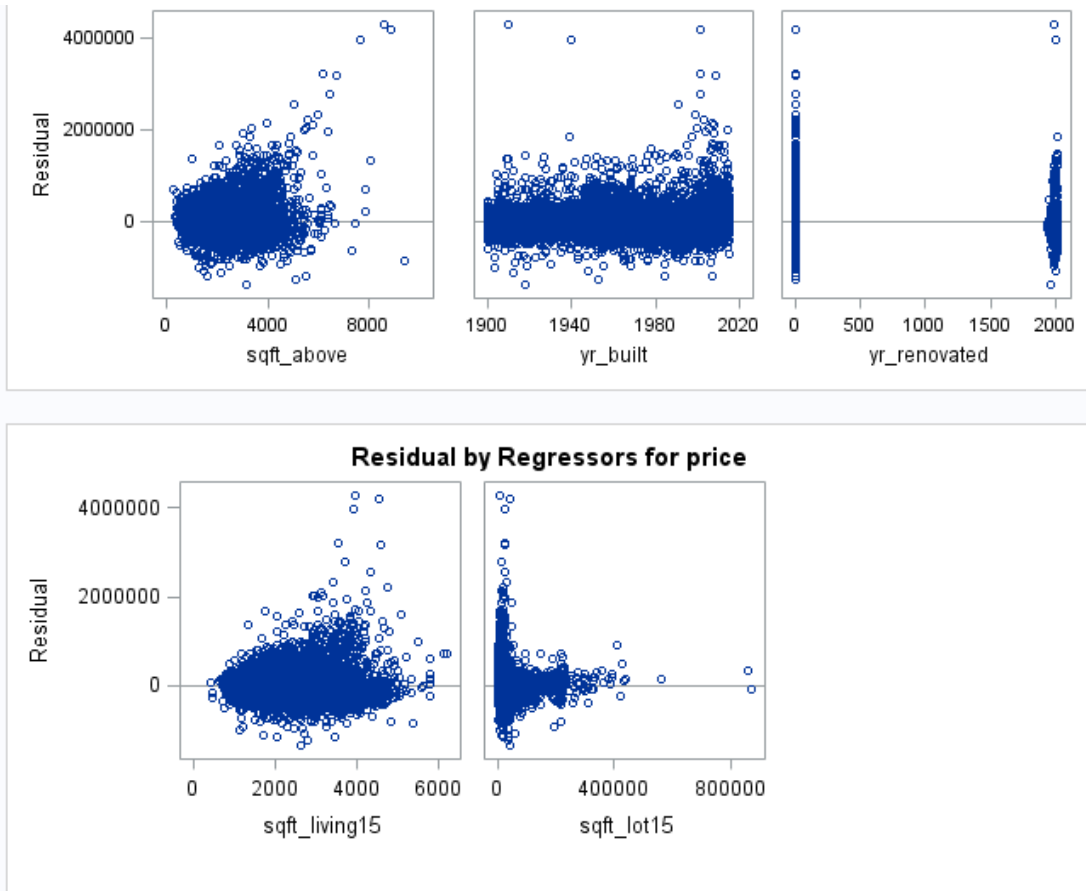 4000000
2000000
0
Residual
0 4000 8000
sqft_above
1900 1940 1980 2020
yr_built
0 500 1000 1500 2000
yr_renovated
Residual by Regressors for price
4000000
2000000
0
Residual
0 2000 4000 6000
sqft_living15
0 400000 800000
sqft_lot15